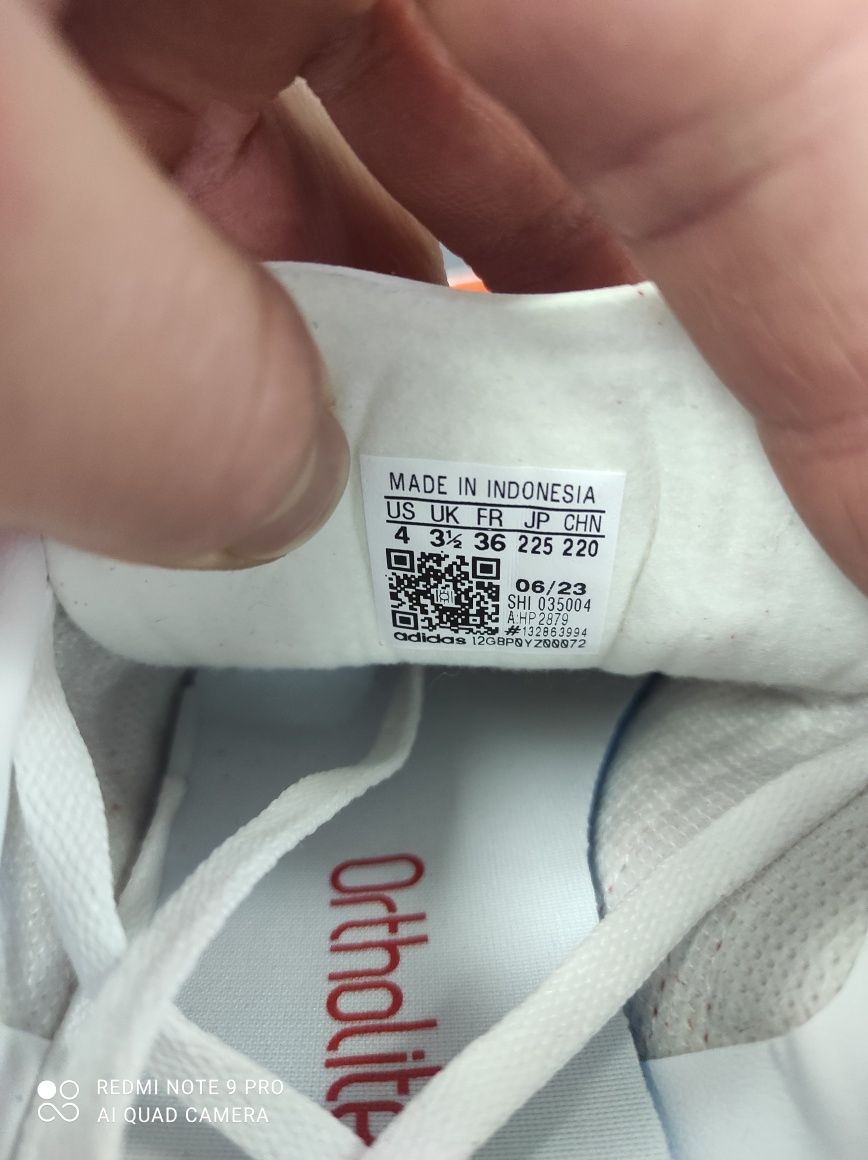 MADE IN INDONESIA
US UK FR JP CHN
4 3½ 36 225 220
06/23
SHI 035004
A:HP2879
#132863994
adidas 12G8P0YZ00072
Ortholite
REDMI NOTE 9 PRO
AI QUAD CAMERA